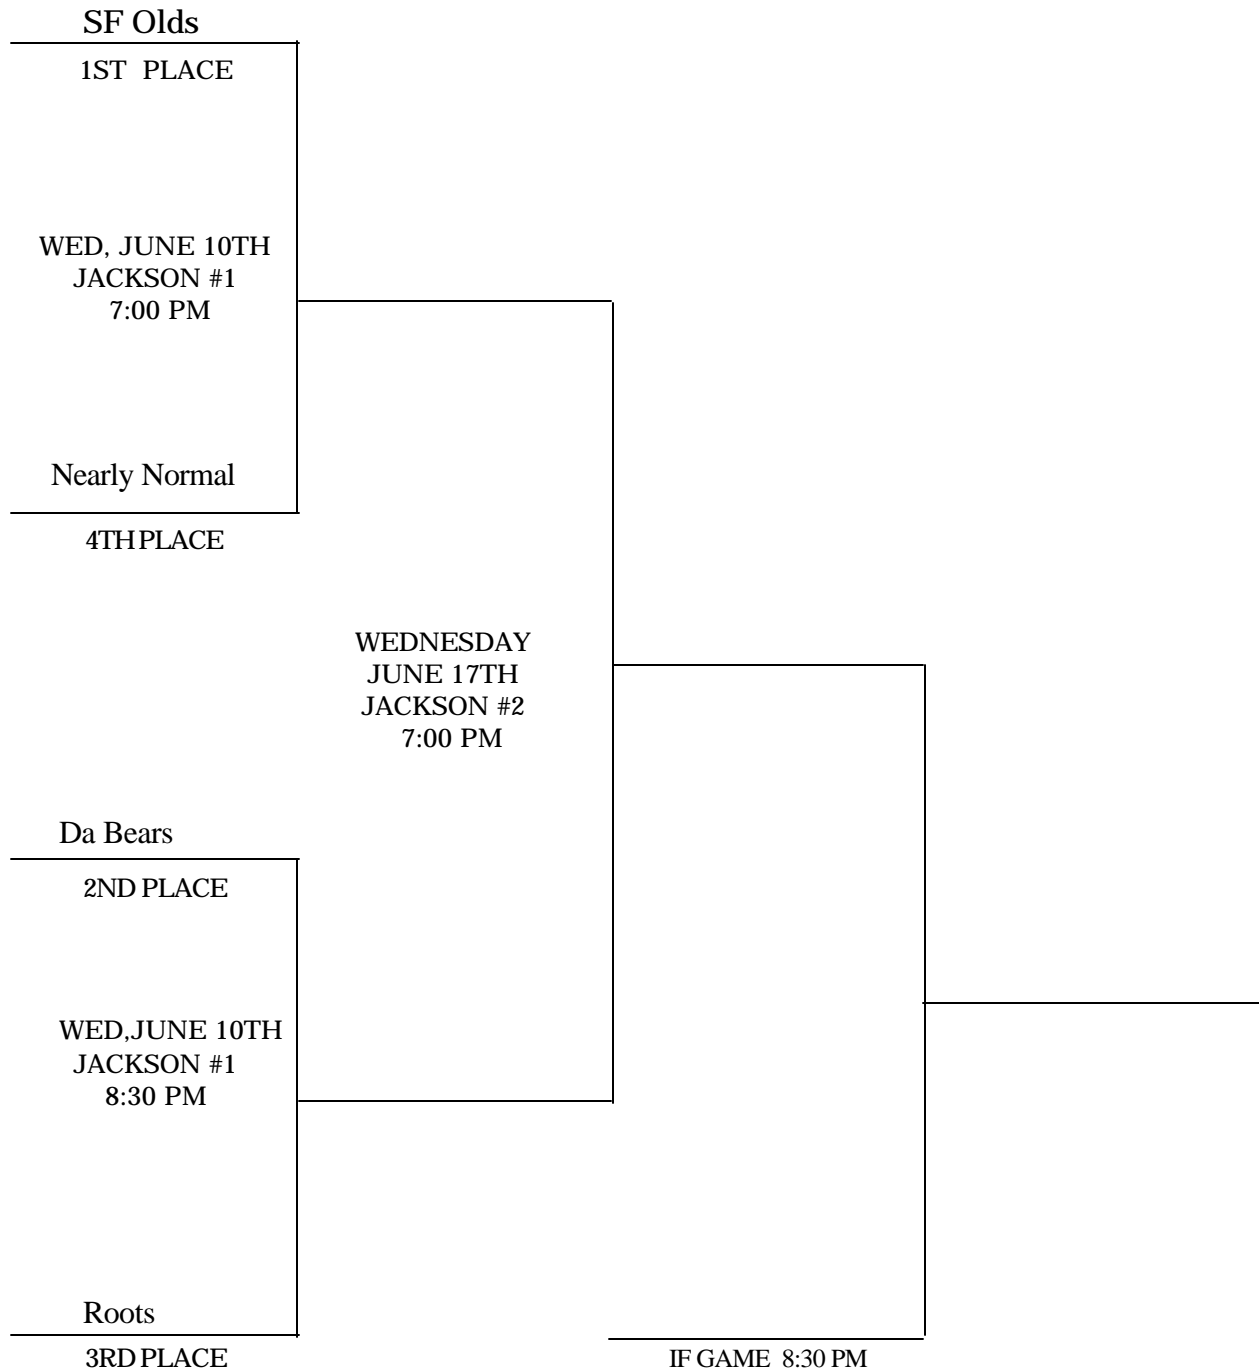 SF Olds
1ST PLACE
WED, JUNE 10TH
JACKSON #1
7:00 PM
Nearly Normal
4TH PLACE
WEDNESDAY
JUNE 17TH
JACKSON #2
7:00 PM
Da Bears
2ND PLACE
WED,JUNE 10TH
JACKSON #1
8:30 PM
Roots
3RD PLACE
IF GAME 8:30 PM